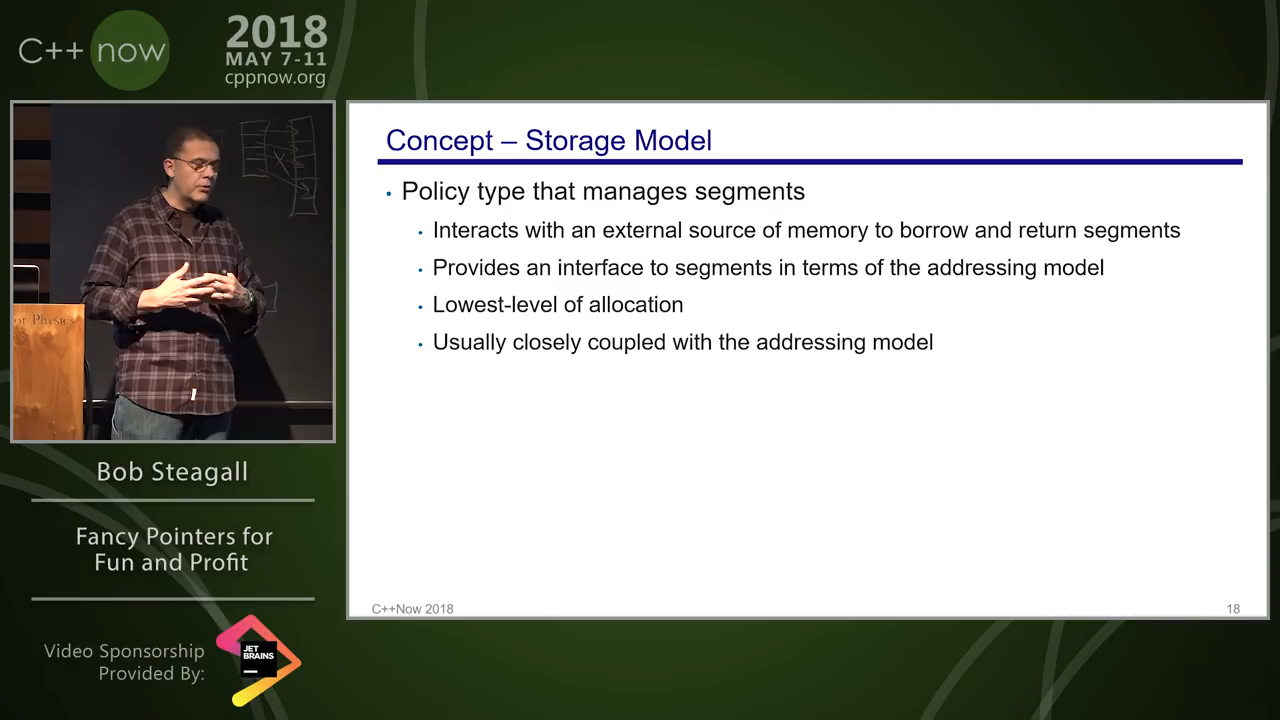 C++ now
2018
MAY 7-11
cppnow.org
or Physics
Bob Steagall
Fancy Pointers for
Fun and Profit
Video Sponsorship
Provided By:
JET
BRAINS
Concept – Storage Model
• Policy type that manages segments
• Interacts with an external source of memory to borrow and return segments
• Provides an interface to segments in terms of the addressing model
• Lowest-level of allocation
• Usually closely coupled with the addressing model
C++Now 2018
18